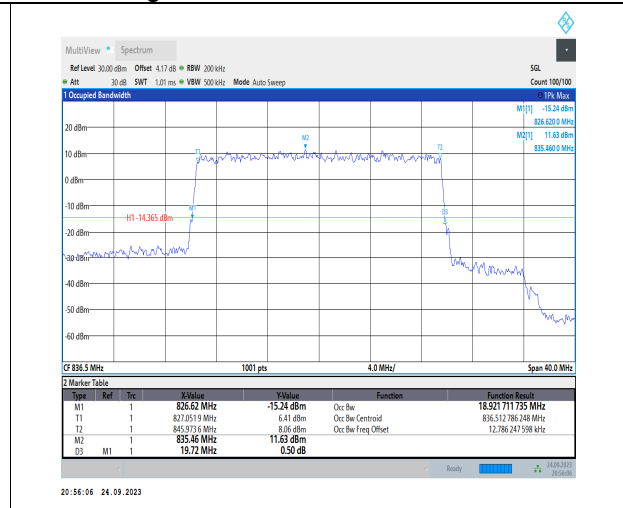 MultiView Spectrum
Ref Level 30.00 dBm Offset 4.17 dB RBW 200 kHz SGL
Att 30 dB SWT 1.01 ms VBW 500 kHz Mode Auto Sweep Count 100/100
1 Occupied Bandwidth 1Pk Max
M1[1] -15.24 dBm
826.620 0 MHz
M2[1] 11.63 dBm
835.460 0 MHz
20 dBm
M2
T1 T2
10 dBm
0 dBm
-10 dBm
M1
D3
H1 -14.365 dBm
-20 dBm
-30 dBm
-40 dBm
-50 dBm
-60 dBm
CF 836.5 MHz 1001 pts 4.0 MHz/ Span 40.0 MHz
2 Marker Table
Type Ref Trc X-Value Y-Value Function Function Result
M1 1 826.62 MHz -15.24 dBm Occ Bw 18.921 711 735 MHz
T1 1 827.051 9 MHz 6.41 dBm Occ Bw Centroid 836.512 786 248 MHz
T2 1 845.973 6 MHz 8.06 dBm Occ Bw Freq Offset 12.786 247 598 kHz
M2 1 835.46 MHz 11.63 dBm
D3 M1 1 19.72 MHz 0.50 dB
Ready 24.09.2023
20:56:06
20:56:06 24.09.2023